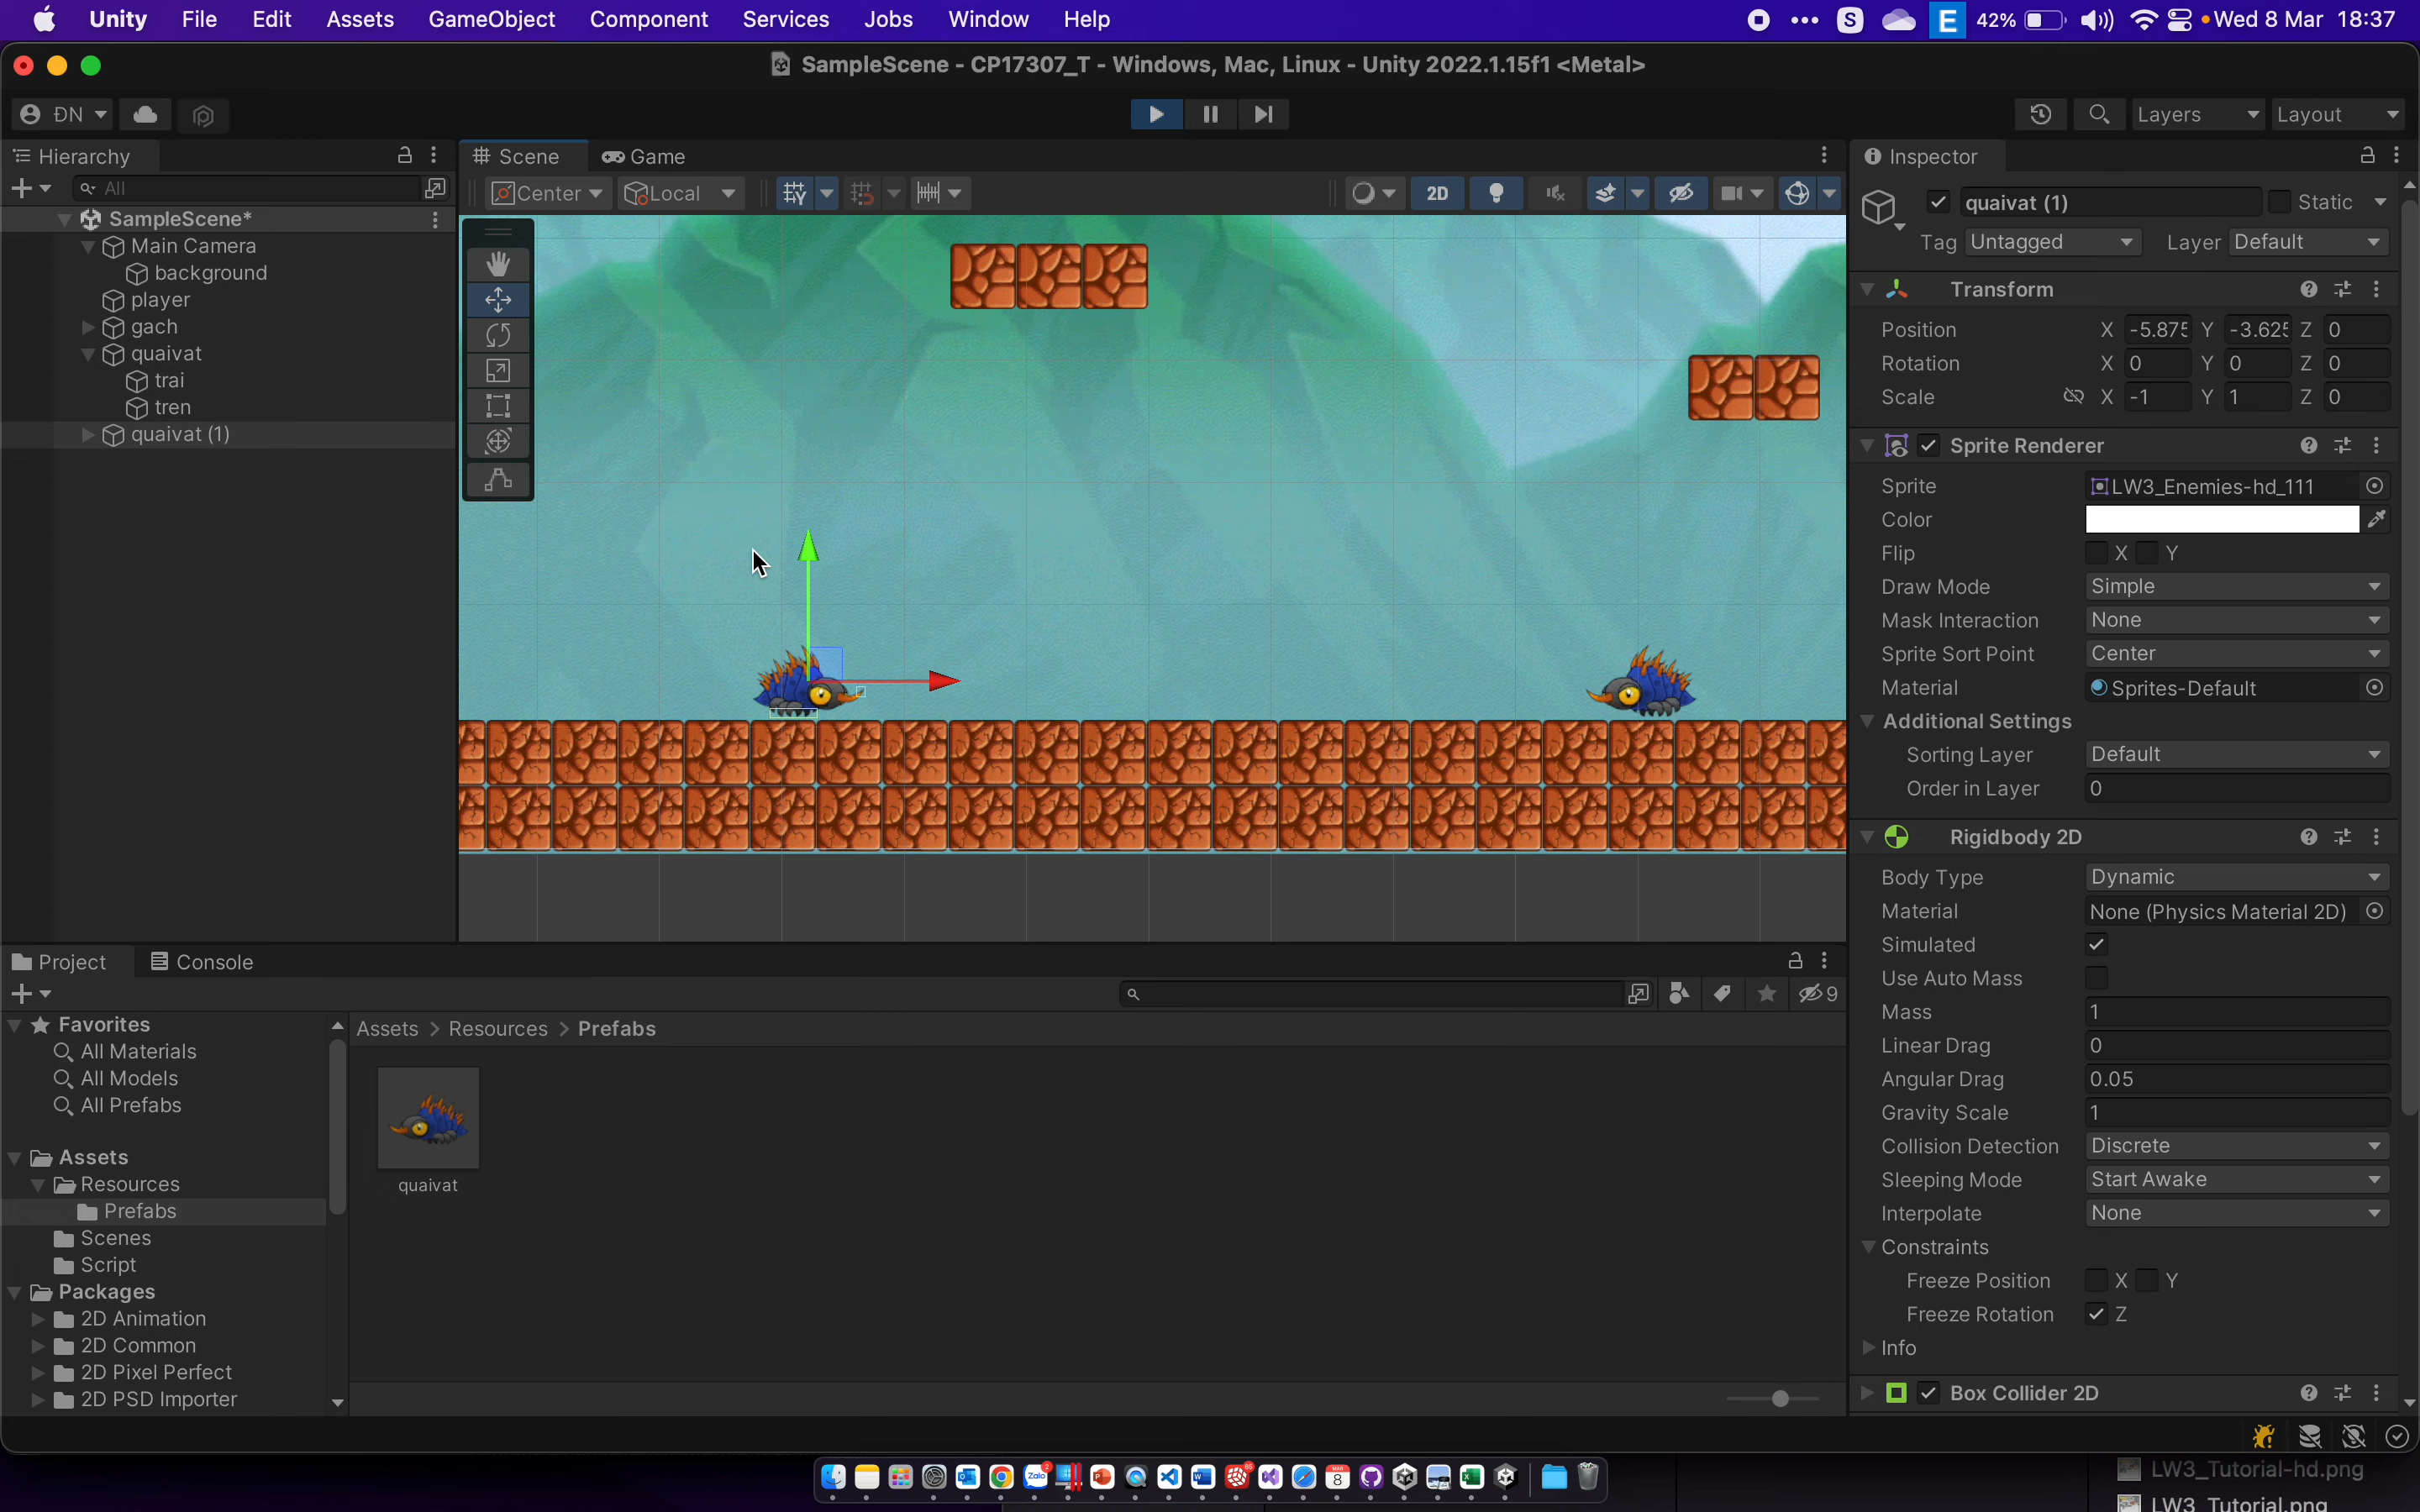 Unity File Edit Assets GameObject Component Services Jobs Window Help
S E 42% Wed 8 Mar 18:37
SampleScene - CP17307_T - Windows, Mac, Linux - Unity 2022.1.15f1 <Metal>
ĐN
Layers Layout
Hierarchy
All
SampleScene*
Main Camera
background
player
gach
quaivat
trai
tren
quaivat (1)
Scene Game
Center Local 2D
Inspector
quaivat (1) Static
Tag Untagged Layer Default
Transform
Position X -5.875 Y -3.625 Z 0
Rotation X 0 Y 0 Z 0
Scale X -1 Y 1 Z 0
Sprite Renderer
Sprite LW3_Enemies-hd_111
Color
Flip X Y
Draw Mode Simple
Mask Interaction None
Sprite Sort Point Center
Material Sprites-Default
Additional Settings
Sorting Layer Default
Order in Layer 0
Rigidbody 2D
Body Type Dynamic
Material None (Physics Material 2D)
Simulated
Use Auto Mass
Mass 1
Linear Drag 0
Angular Drag 0.05
Gravity Scale 1
Collision Detection Discrete
Sleeping Mode Start Awake
Interpolate None
Constraints
Freeze Position X Y
Freeze Rotation Z
Info
Box Collider 2D
Project Console
9
Favorites
All Materials
All Models
All Prefabs
Assets
Resources
Prefabs
Scenes
Script
Packages
2D Animation
2D Common
2D Pixel Perfect
2D PSD Importer
Assets > Resources > Prefabs
quaivat
Zalo 2
8
LW3_Tutorial-hd.png
LW3 Tutorial.png